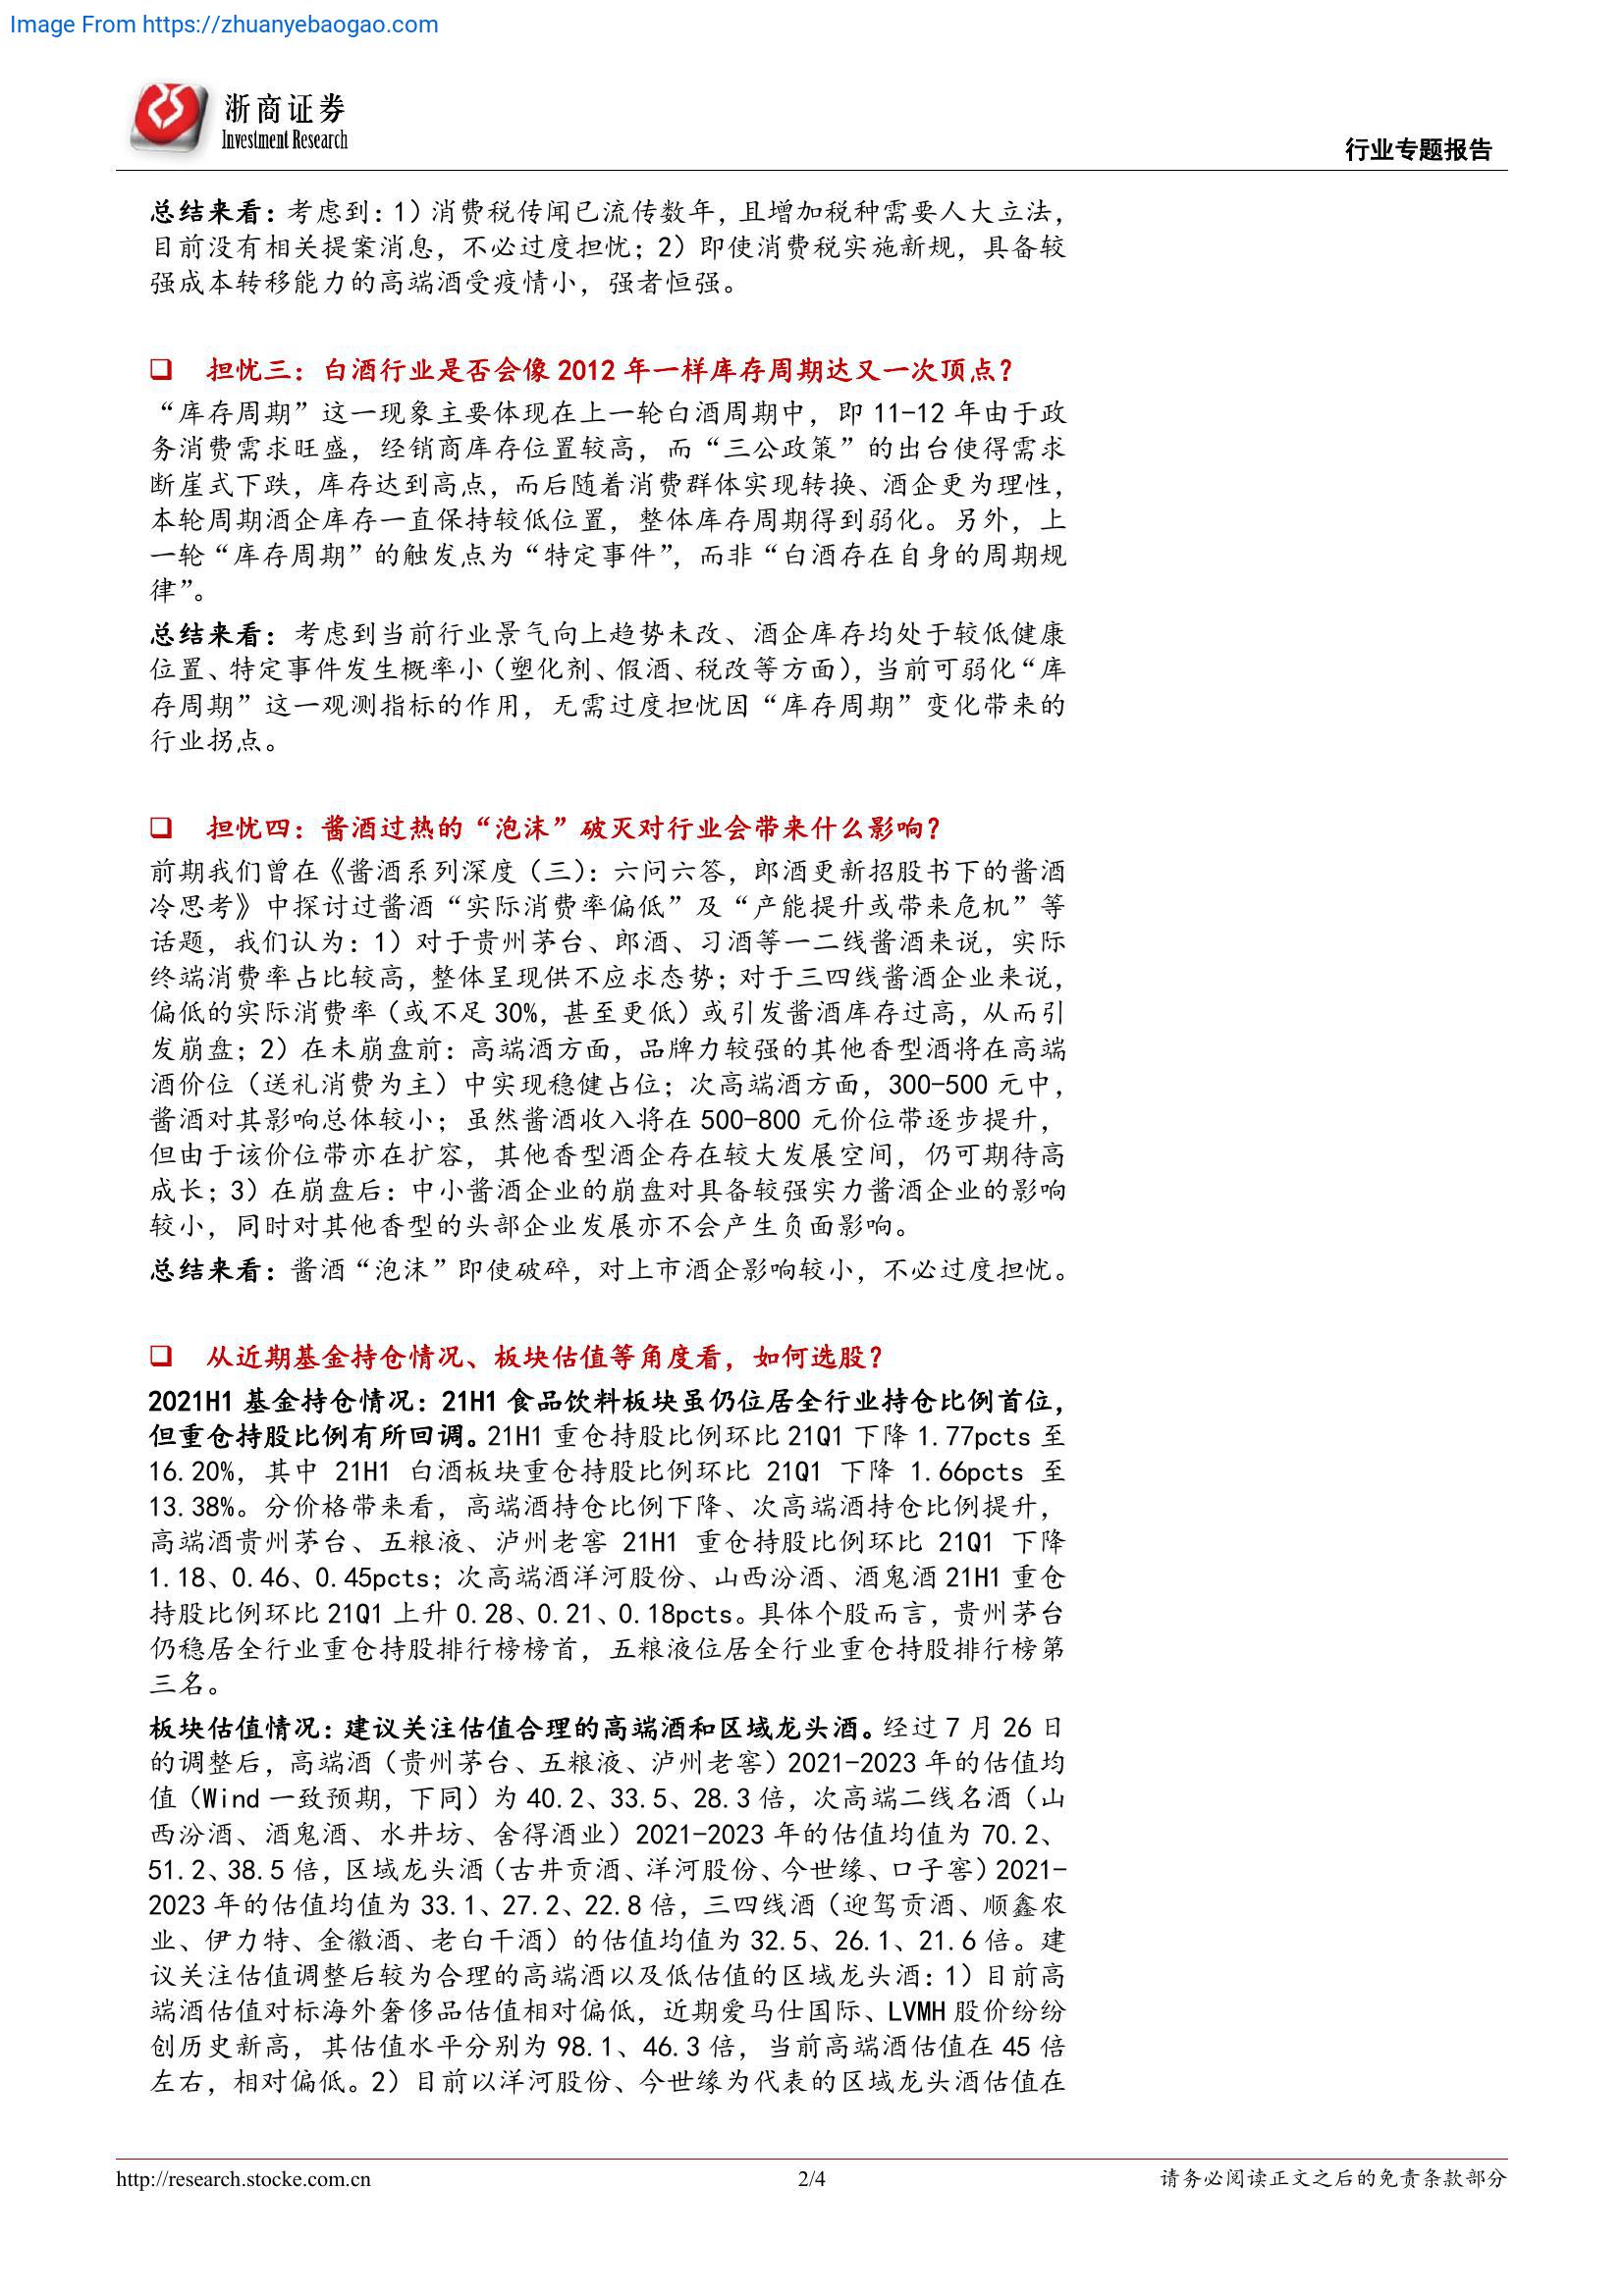 Image From https://zhuanyebaogao.com
浙商证券
Investment Research
行业专题报告
总结来看：考虑到：1）消费税传闻已流传数年，且增加税种需要人大立法，
目前没有相关提案消息，不必过度担忧；2）即使消费税实施新规，具备较
强成本转移能力的高端酒受疫情小，强者恒强。
❑ 担忧三：白酒行业是否会像 2012 年一样库存周期达又一次顶点？
“库存周期”这一现象主要体现在上一轮白酒周期中，即 11-12 年由于政
务消费需求旺盛，经销商库存位置较高，而“三公政策”的出台使得需求
断崖式下跌，库存达到高点，而后随着消费群体实现转换、酒企更为理性，
本轮周期酒企库存一直保持较低位置，整体库存周期得到弱化。另外，上
一轮“库存周期”的触发点为“特定事件”，而非“白酒存在自身的周期规
律”。
总结来看：考虑到当前行业景气向上趋势未改、酒企库存均处于较低健康
位置、特定事件发生概率小（塑化剂、假酒、税改等方面），当前可弱化“库
存周期”这一观测指标的作用，无需过度担忧因“库存周期”变化带来的
行业拐点。
❑ 担忧四：酱酒过热的“泡沫”破灭对行业会带来什么影响？
前期我们曾在《酱酒系列深度（三）：六问六答，郎酒更新招股书下的酱酒
冷思考》中探讨过酱酒“实际消费率偏低”及“产能提升或带来危机”等
话题，我们认为：1）对于贵州茅台、郎酒、习酒等一二线酱酒来说，实际
终端消费率占比较高，整体呈现供不应求态势；对于三四线酱酒企业来说，
偏低的实际消费率（或不足 30%，甚至更低）或引发酱酒库存过高，从而引
发崩盘；2）在未崩盘前：高端酒方面，品牌力较强的其他香型酒将在高端
酒价位（送礼消费为主）中实现稳健占位；次高端酒方面，300-500 元中，
酱酒对其影响总体较小；虽然酱酒收入将在 500-800 元价位带逐步提升，
但由于该价位带亦在扩容，其他香型酒企存在较大发展空间，仍可期待高
成长；3）在崩盘后：中小酱酒企业的崩盘对具备较强实力酱酒企业的影响
较小，同时对其他香型的头部企业发展亦不会产生负面影响。
总结来看：酱酒“泡沫”即使破碎，对上市酒企影响较小，不必过度担忧。
❑ 从近期基金持仓情况、板块估值等角度看，如何选股？
2021H1 基金持仓情况：21H1 食品饮料板块虽仍位居全行业持仓比例首位，
但重仓持股比例有所回调。21H1 重仓持股比例环比 21Q1 下降 1.77pcts 至
16.20%，其中 21H1 白酒板块重仓持股比例环比 21Q1 下降 1.66pcts 至
13.38%。分价格带来看，高端酒持仓比例下降、次高端酒持仓比例提升，
高端酒贵州茅台、五粮液、泸州老窖 21H1 重仓持股比例环比 21Q1 下降
1.18、0.46、0.45pcts；次高端酒洋河股份、山西汾酒、酒鬼酒 21H1 重仓
持股比例环比 21Q1 上升 0.28、0.21、0.18pcts。具体个股而言，贵州茅台
仍稳居全行业重仓持股排行榜榜首，五粮液位居全行业重仓持股排行榜第
三名。
板块估值情况：建议关注估值合理的高端酒和区域龙头酒。经过 7 月 26 日
的调整后，高端酒（贵州茅台、五粮液、泸州老窖）2021-2023 年的估值均
值（Wind 一致预期，下同）为 40.2、33.5、28.3 倍，次高端二线名酒（山
西汾酒、酒鬼酒、水井坊、舍得酒业）2021-2023 年的估值均值为 70.2、
51.2、38.5 倍，区域龙头酒（古井贡酒、洋河股份、今世缘、口子窖）2021-
2023 年的估值均值为 33.1、27.2、22.8 倍，三四线酒（迎驾贡酒、顺鑫农
业、伊力特、金徽酒、老白干酒）的估值均值为 32.5、26.1、21.6 倍。建
议关注估值调整后较为合理的高端酒以及低估值的区域龙头酒：1）目前高
端酒估值对标海外奢侈品估值相对偏低，近期爱马仕国际、LVMH 股价纷纷
创历史新高，其估值水平分别为 98.1、46.3 倍，当前高端酒估值在 45 倍
左右，相对偏低。2）目前以洋河股份、今世缘为代表的区域龙头酒估值在
http://research.stocke.com.cn
2/4
请务必阅读正文之后的免责条款部分